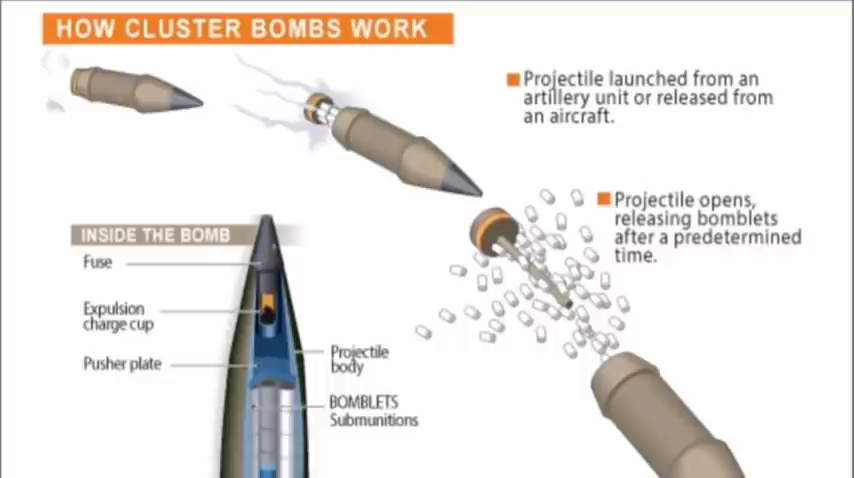 HOW CLUSTER BOMBS WORK
Projectile launched from an
artillery unit or released from
an aircraft.
Projectile opens,
releasing bomblets
after a predetermined
time.
INSIDE THE BOMB
Fuse
Expulsion
charge cup
Pusher plate
Projectile
body
BOMBLETS
Submunitions